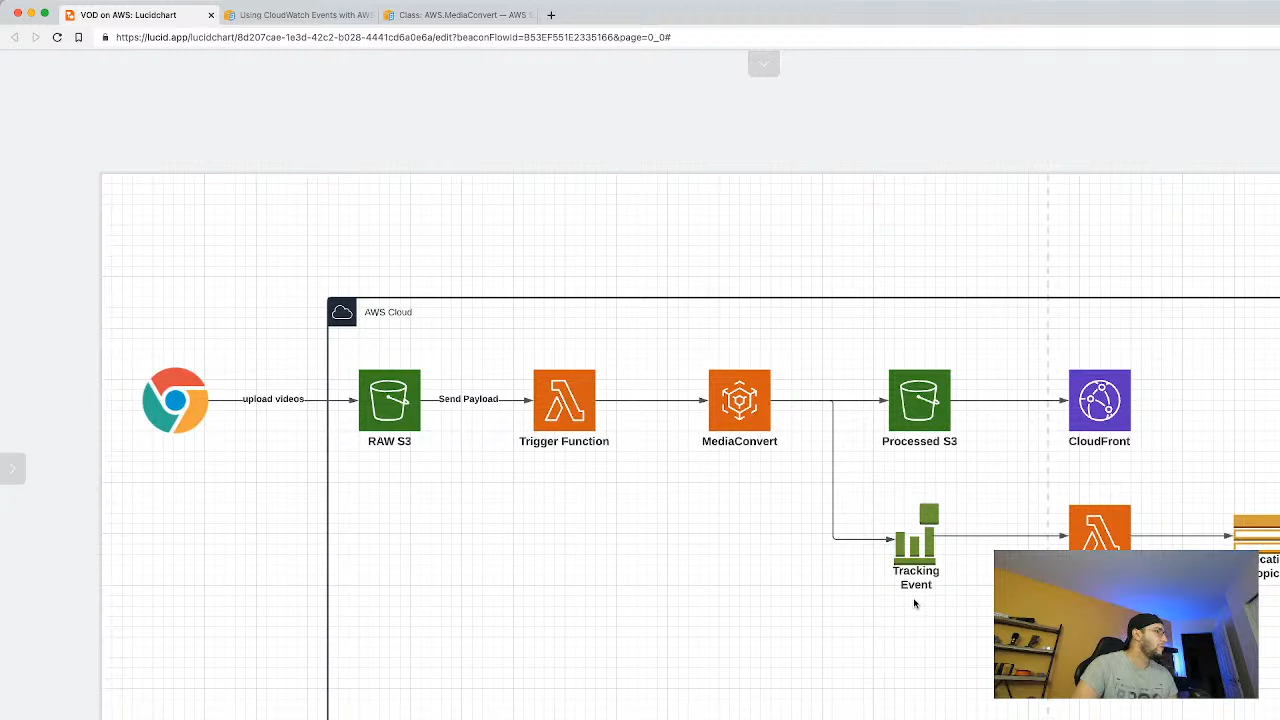 VOD on AWS: Lucidchart
Using CloudWatch Events with AWS
Class: AWS.MediaConvert — AWS S
https://lucid.app/lucidchart/8d207cae-1e3d-42c2-b028-4441cd6a0e6a/edit?beaconFlowId=B53EF551E2335166&page=0_0#
AWS Cloud
upload videos
Send Payload
RAW S3
Trigger Function
MediaConvert
Processed S3
CloudFront
Tracking
Event